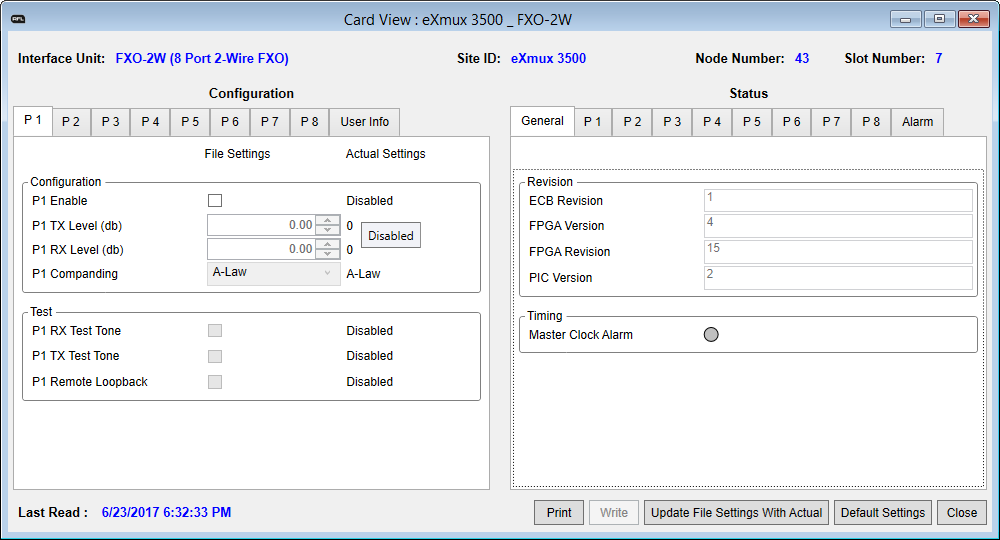 RFL
Card View : eXmux 3500 _ FXO-2W
Interface Unit: FXO-2W (8 Port 2-Wire FXO) Site ID: eXmux 3500 Node Number: 43 Slot Number: 7
Configuration
P 1 P 2 P 3 P 4 P 5 P 6 P 7 P 8 User Info
File Settings Actual Settings
Configuration
P1 Enable Disabled
P1 TX Level (db) 0.00 0
P1 RX Level (db) 0.00 0
Disabled
P1 Companding A-Law A-Law
Test
P1 RX Test Tone Disabled
P1 TX Test Tone Disabled
P1 Remote Loopback Disabled
Status
General P 1 P 2 P 3 P 4 P 5 P 6 P 7 P 8 Alarm
Revision
ECB Revision 1
FPGA Version 4
FPGA Revision 15
PIC Version 2
Timing
Master Clock Alarm
Last Read : 6/23/2017 6:32:33 PM
Print Write Update File Settings With Actual Default Settings Close